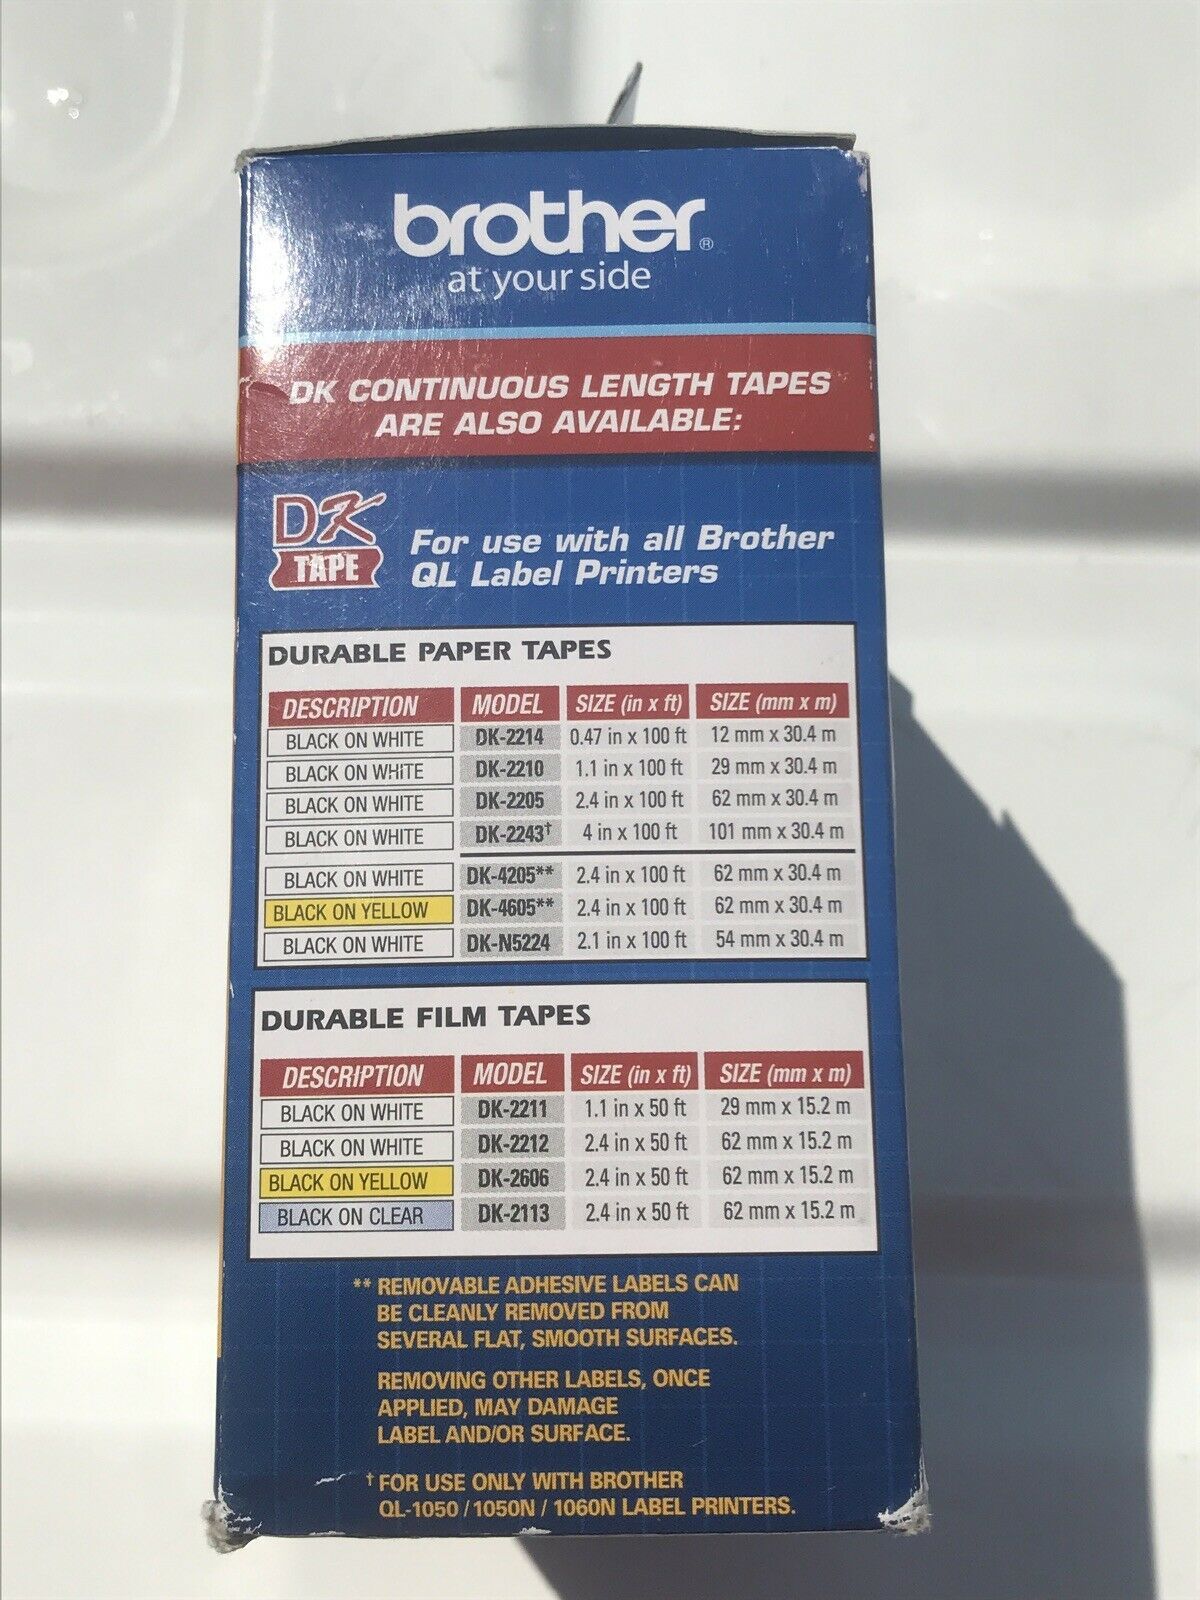 brother®
at your side
DK CONTINUOUS LENGTH TAPES
ARE ALSO AVAILABLE:
DK
TAPE
For use with all Brother
QL Label Printers
DURABLE PAPER TAPES
DESCRIPTION MODEL SIZE (in x ft) SIZE (mm x m)
BLACK ON WHITE DK-2214 0.47 in x 100 ft 12 mm x 30.4 m
BLACK ON WHITE DK-2210 1.1 in x 100 ft 29 mm x 30.4 m
BLACK ON WHITE DK-2205 2.4 in x 100 ft 62 mm x 30.4 m
BLACK ON WHITE DK-2243† 4 in x 100 ft 101 mm x 30.4 m
BLACK ON WHITE DK-4205** 2.4 in x 100 ft 62 mm x 30.4 m
BLACK ON YELLOW DK-4605** 2.4 in x 100 ft 62 mm x 30.4 m
BLACK ON WHITE DK-N5224 2.1 in x 100 ft 54 mm x 30.4 m
DURABLE FILM TAPES
DESCRIPTION MODEL SIZE (in x ft) SIZE (mm x m)
BLACK ON WHITE DK-2211 1.1 in x 50 ft 29 mm x 15.2 m
BLACK ON WHITE DK-2212 2.4 in x 50 ft 62 mm x 15.2 m
BLACK ON YELLOW DK-2606 2.4 in x 50 ft 62 mm x 15.2 m
BLACK ON CLEAR DK-2113 2.4 in x 50 ft 62 mm x 15.2 m
** REMOVABLE ADHESIVE LABELS CAN
BE CLEANLY REMOVED FROM
SEVERAL FLAT, SMOOTH SURFACES.
REMOVING OTHER LABELS, ONCE
APPLIED, MAY DAMAGE
LABEL AND/OR SURFACE.
† FOR USE ONLY WITH BROTHER
QL-1050 / 1050N / 1060N LABEL PRINTERS.